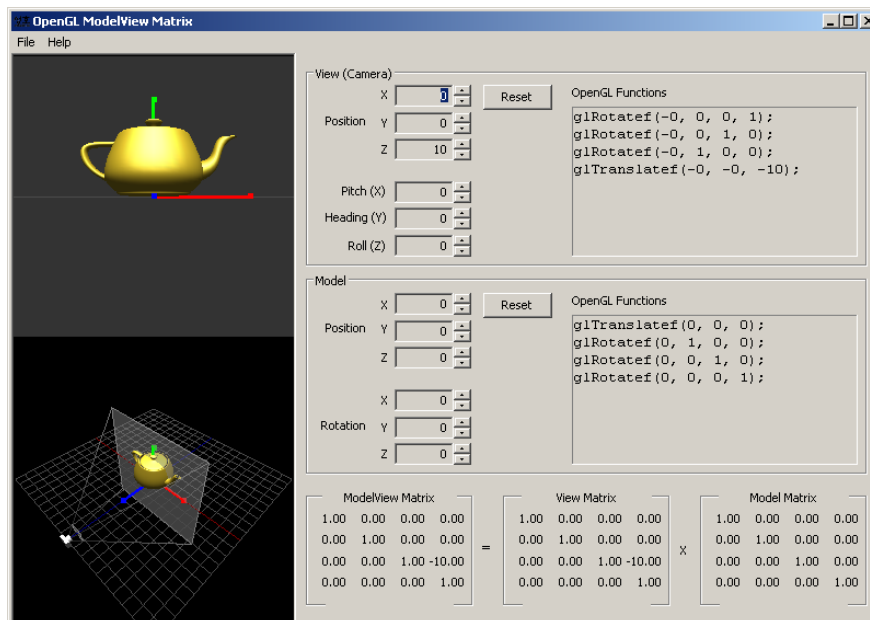 OpenGL ModelView Matrix
File Help
View (Camera)
X 0
Position Y 0
Z 10
Pitch (X) 0
Heading (Y) 0
Roll (Z) 0
Reset
OpenGL Functions
glRotatef(-0, 0, 0, 1);
glRotatef(-0, 0, 1, 0);
glRotatef(-0, 1, 0, 0);
glTranslatef(-0, -0, -10);
Model
X 0
Position Y 0
Z 0
X 0
Rotation Y 0
Z 0
Reset
OpenGL Functions
glTranslatef(0, 0, 0);
glRotatef(0, 1, 0, 0);
glRotatef(0, 0, 1, 0);
glRotatef(0, 0, 0, 1);
ModelView Matrix
1.00 0.00 0.00 0.00
0.00 1.00 0.00 0.00
0.00 0.00 1.00 -10.00
0.00 0.00 0.00 1.00
=
View Matrix
1.00 0.00 0.00 0.00
0.00 1.00 0.00 0.00
0.00 0.00 1.00 -10.00
0.00 0.00 0.00 1.00
X
Model Matrix
1.00 0.00 0.00 0.00
0.00 1.00 0.00 0.00
0.00 0.00 1.00 0.00
0.00 0.00 0.00 1.00